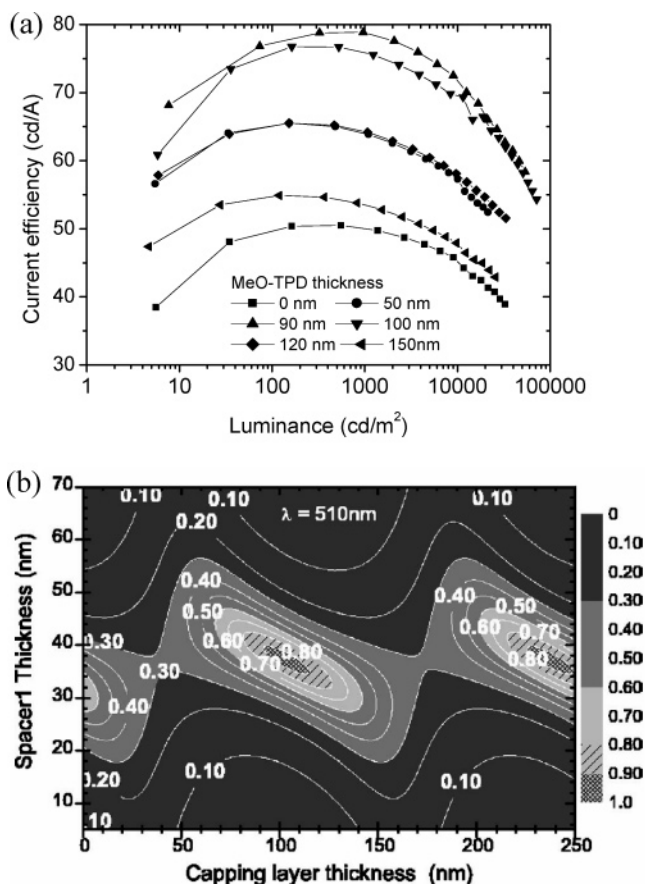 (a)
80
70
60
50
40
30
Current efficiency (cd/A)
MeO-TPD thickness
0 nm 50 nm
90 nm 100 nm
120 nm 150nm
1 10 100 1000 10000 100000
Luminance (cd/m²)
(b)
70
60
50
40
30
20
10
Spacer1 Thickness (nm)
λ = 510nm
0.10 0.10 0.10
0.20
0.40 0.40
0.50 0.50
0.60 0.60
0.70 0.80 0.70
0.80
0.30 0.30 0.30
0.40
0.20
0.10 0.10
.10
0
0.10
0.20
0.30
0.40
0.50
0.60
0.70
0.80
0.90
1.0
0 50 100 150 200 250
Capping layer thickness (nm)